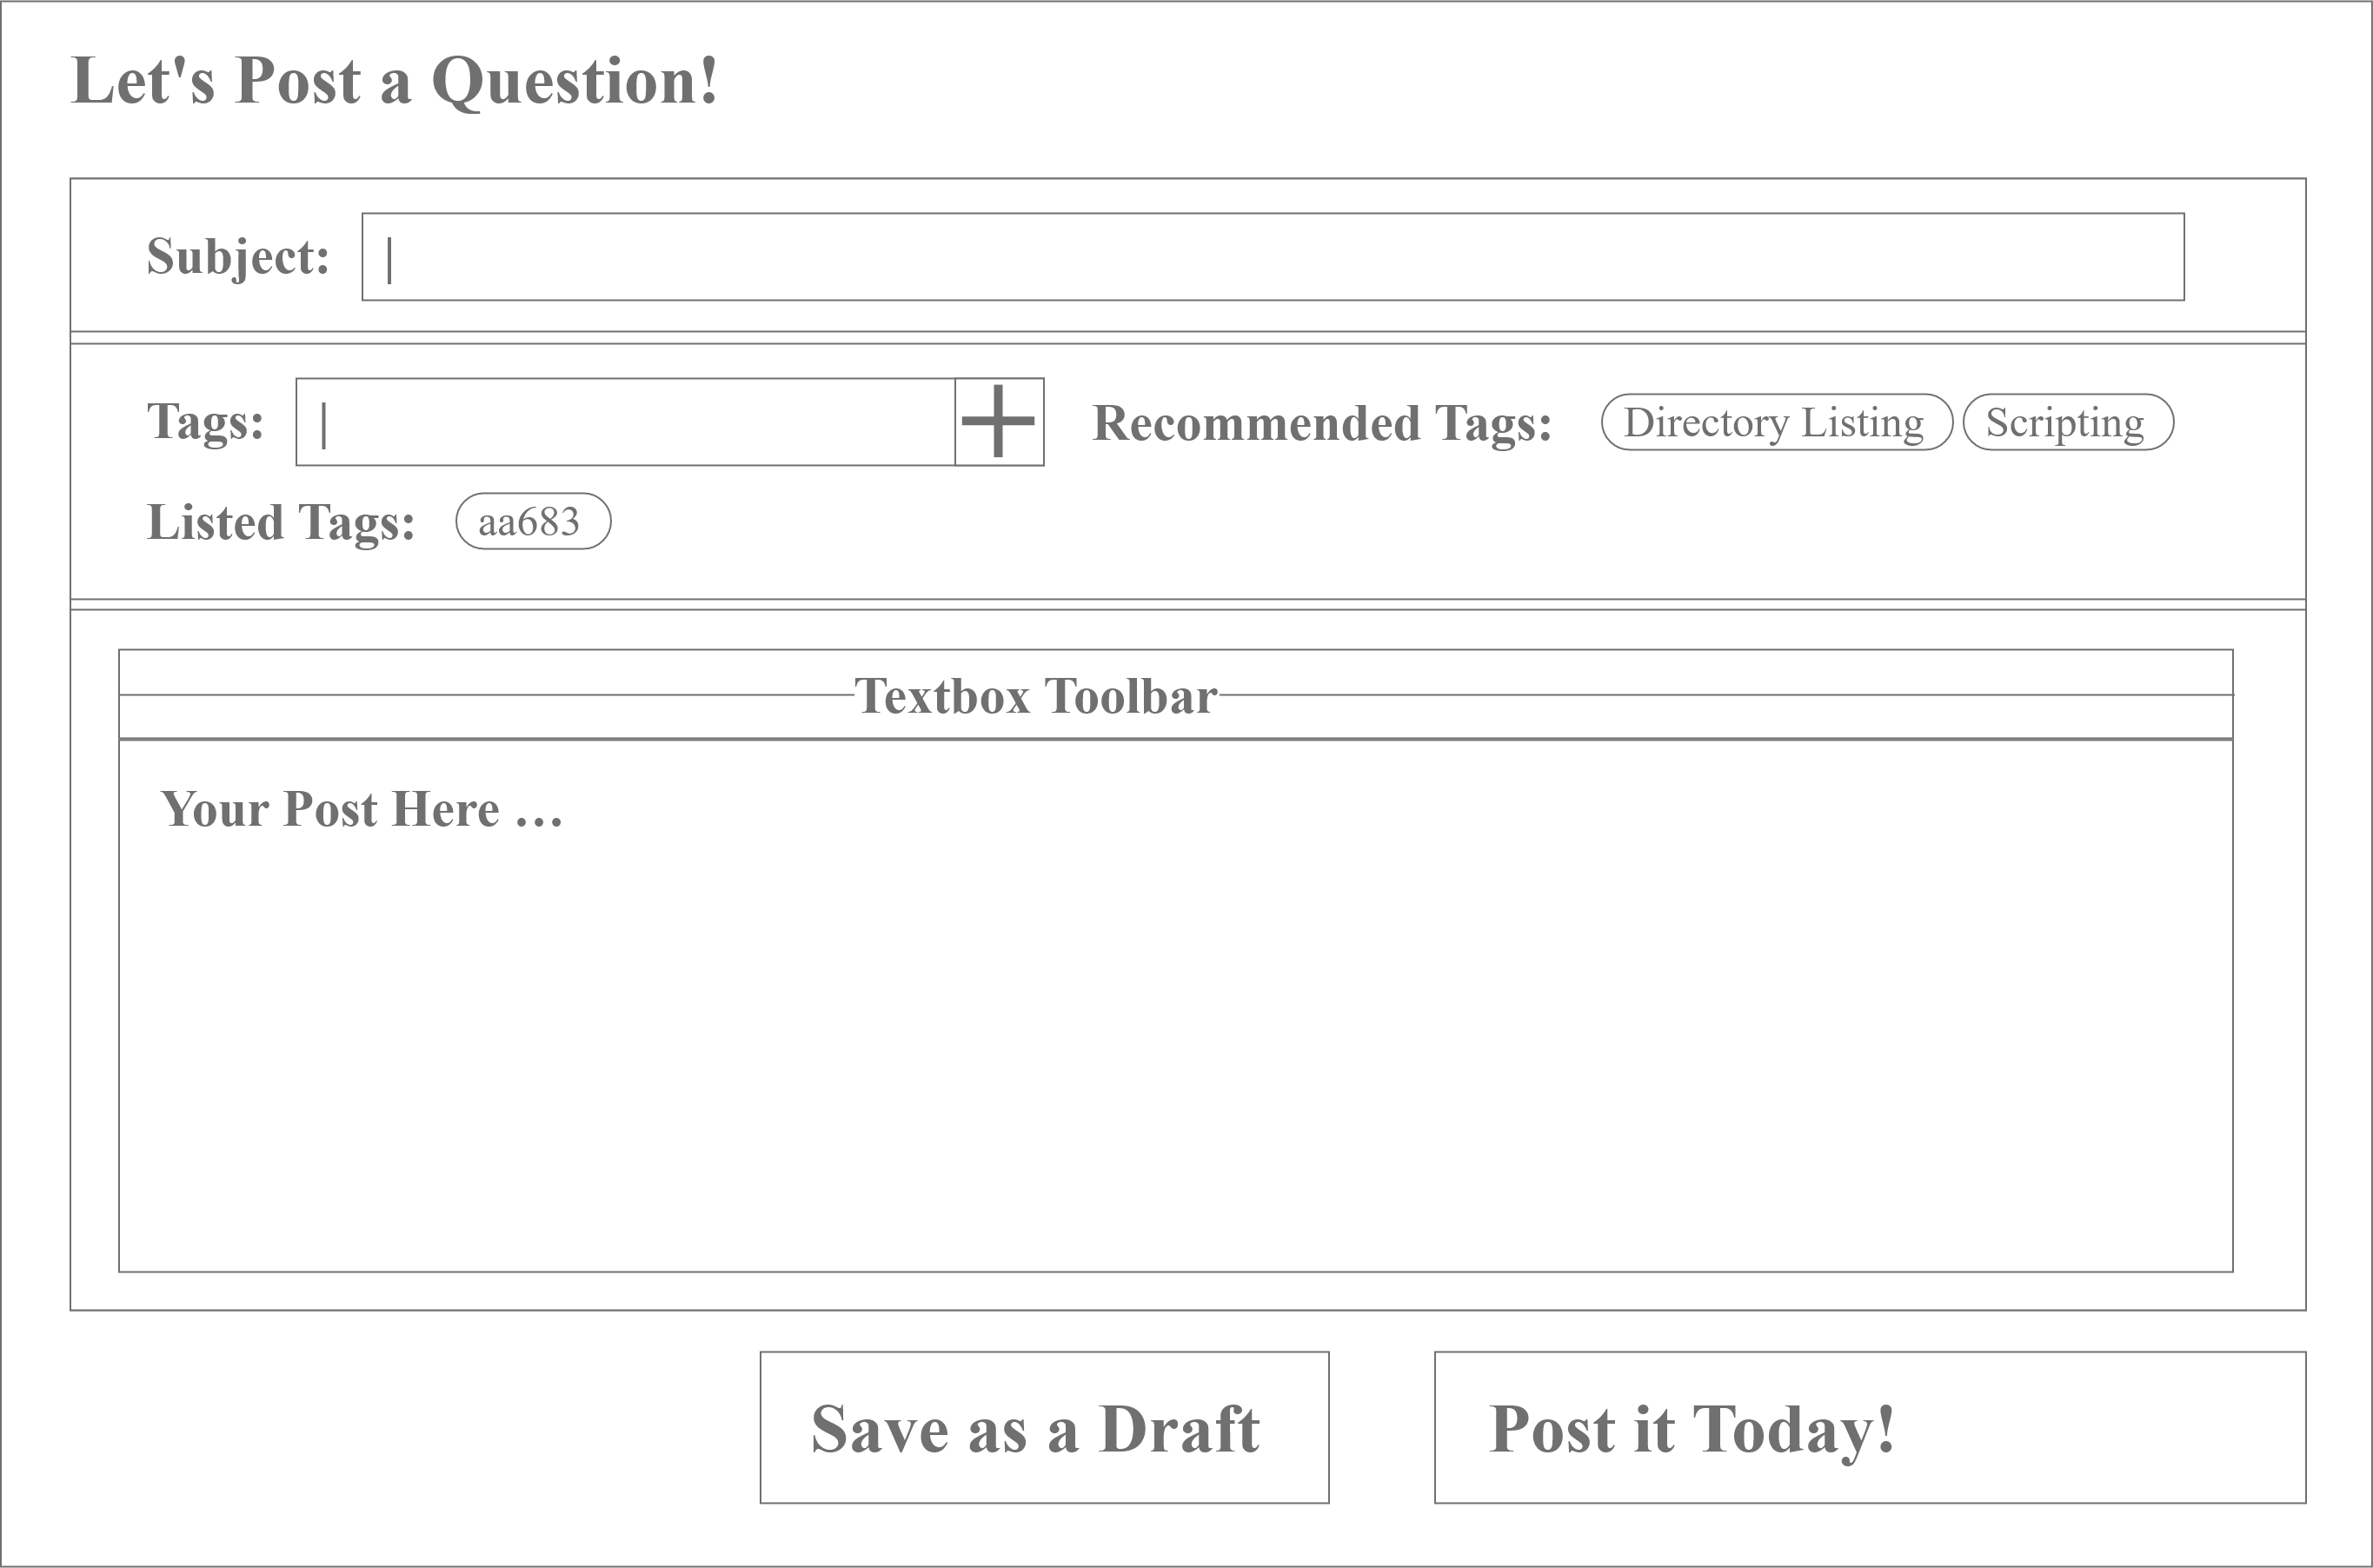 Let's Post a Question!
Subject:
Tags: Recommended Tags: Directory Listing Scripting
Listed Tags: aa683
Textbox Toolbar
Your Post Here ...
Save as a Draft Post it Today!